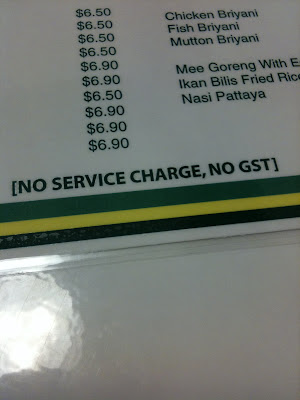 $6.50
$6.50
$6.50
$6.50
$6.90
$6.90
$6.50
$6.90
$6.90
$6.90
Chicken Briyani
Fish Briyani
Mutton Briyani
Mee Goreng With
Ikan Bilis Fried Rice
Nasi Pattaya
[NO SERVICE CHARGE, NO GST]